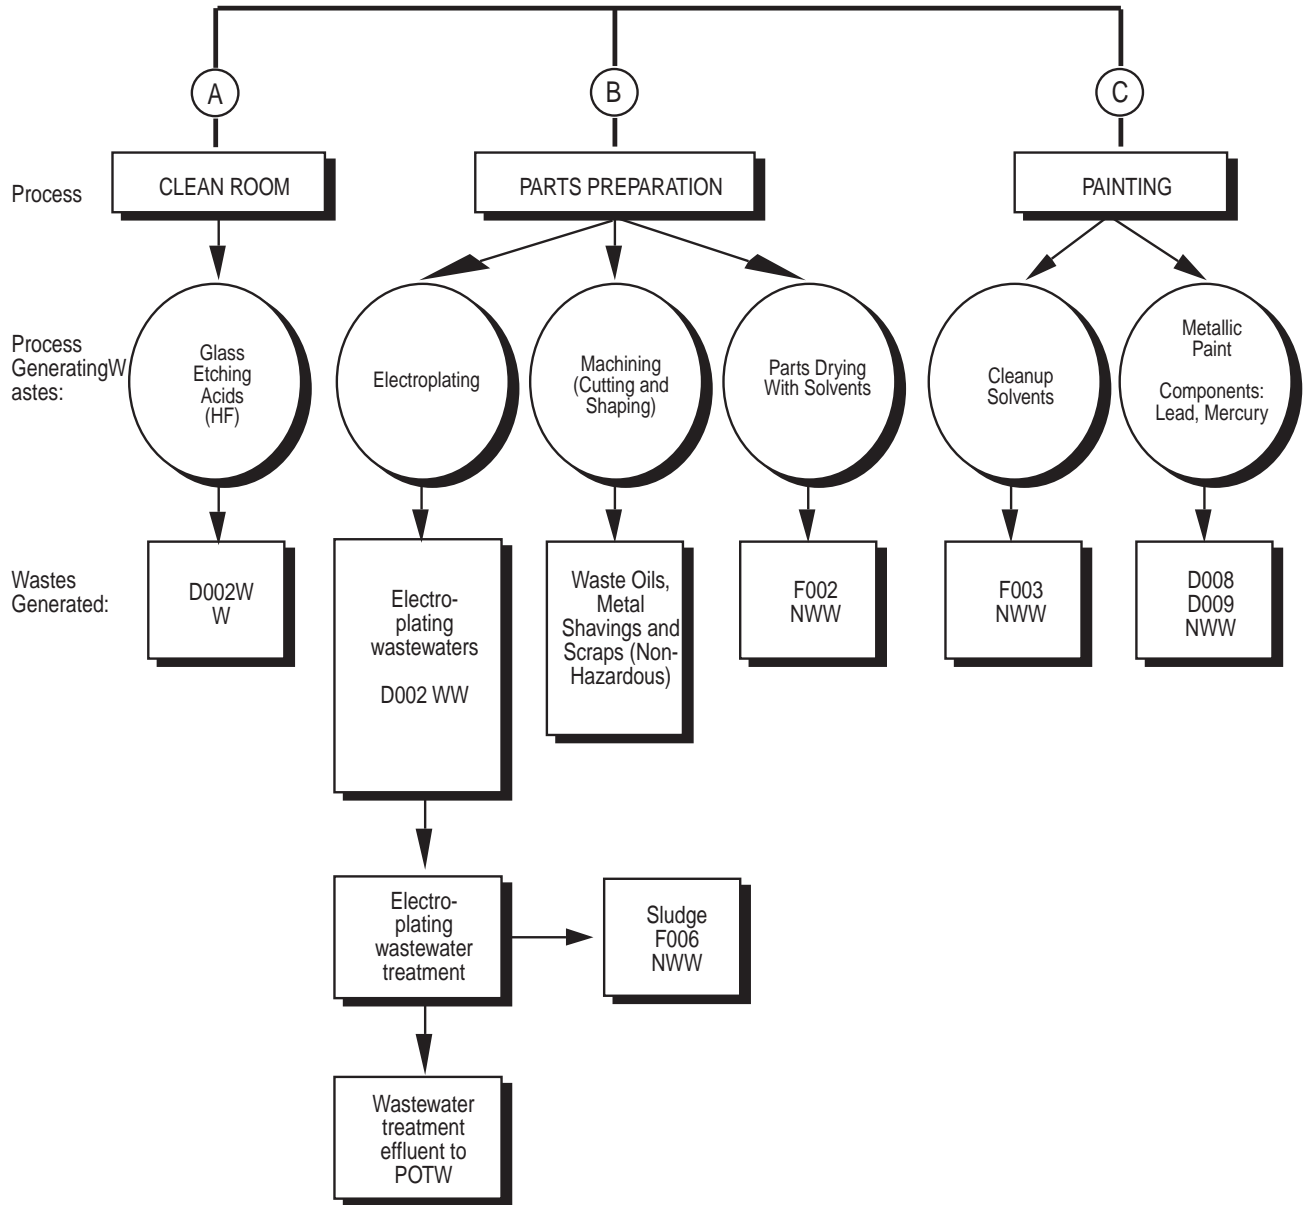 A
B
C
Process
CLEAN ROOM
PARTS PREPARATION
PAINTING
Process
GeneratingW
astes:
Glass
Etching
Acids
(HF)
Electroplating
Machining
(Cutting and
Shaping)
Parts Drying
With Solvents
Cleanup
Solvents
Metallic
Paint
Components:
Lead, Mercury
Wastes
Generated:
D002W
W
Electro-
plating
wastewaters
D002 WW
Waste Oils,
Metal
Shavings and
Scraps (Non-
Hazardous)
F002
NWW
F003
NWW
D008
D009
NWW
Electro-
plating
wastewater
treatment
Sludge
F006
NWW
Wastewater
treatment
effluent to
POTW